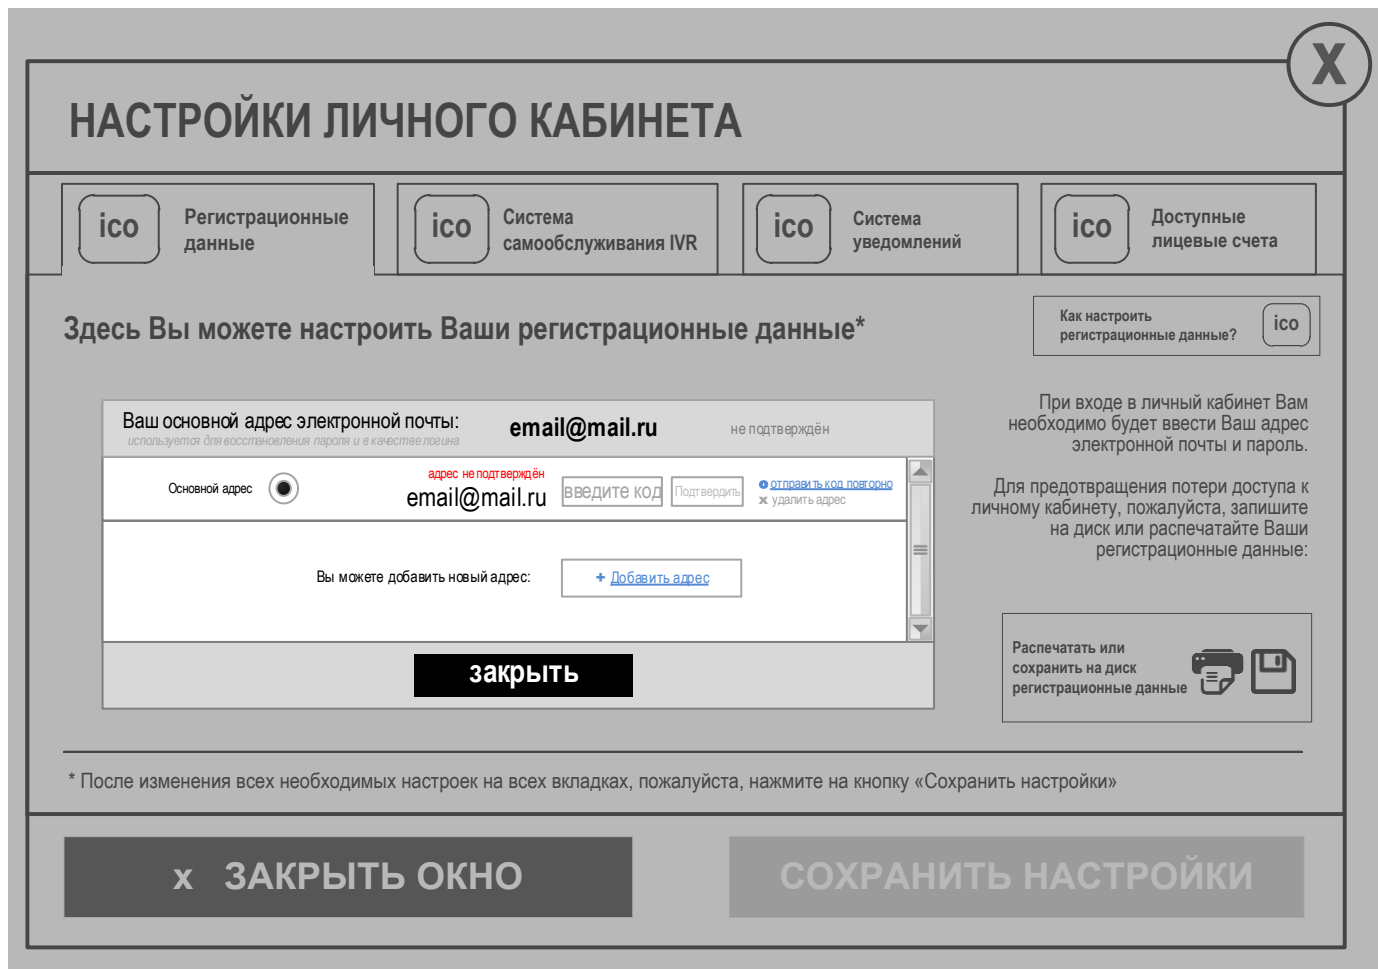 X
НАСТРОЙКИ ЛИЧНОГО КАБИНЕТА
ico
Регистрационные
данные
ico
Система
самообслуживания IVR
ico
Система
уведомлений
ico
Доступные
лицевые счета
Здесь Вы можете настроить Ваши регистрационные данные*
Как настроить
регистрационные данные?
ico
Ваш основной адрес электронной почты:
используется для восстановления пароля и в качестве логина
email@mail.ru
не подтверждён
Основной адрес
адрес не подтверждён
email@mail.ru
введите код
Подтвердить
отправить код повторно
x удалить адрес
Вы можете добавить новый адрес:
+ Добавить адрес
закрыть
При входе в личный кабинет Вам
необходимо будет ввести Ваш адрес
электронной почты и пароль.
Для предотвращения потери доступа к
личному кабинету, пожалуйста, запишите
на диск или распечатайте Ваши
регистрационные данные:
Распечатать или
сохранить на диск
регистрационные данные
* После изменения всех необходимых настроек на всех вкладках, пожалуйста, нажмите на кнопку «Сохранить настройки»
x ЗАКРЫТЬ ОКНО
СОХРАНИТЬ НАСТРОЙКИ